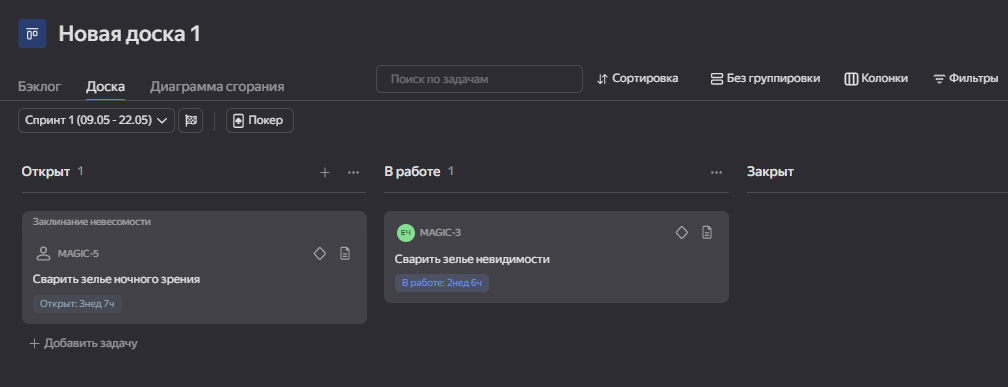 Новая доска 1
Бэклог
Доска
Диаграмма сгорания
Поиск по задачам
Сортировка
Без группировки
Колонки
Фильтры
Спринт 1 (09.05 - 22.05)
Покер
Открыт 1
В работе 1
Закрыт
Заклинание невесомости
MAGIC-5
Сварить зелье ночного зрения
Открыт: 3нед 7ч
Добавить задачу
ЕЧ
MAGIC-3
Сварить зелье невидимости
В работе: 2нед 6ч